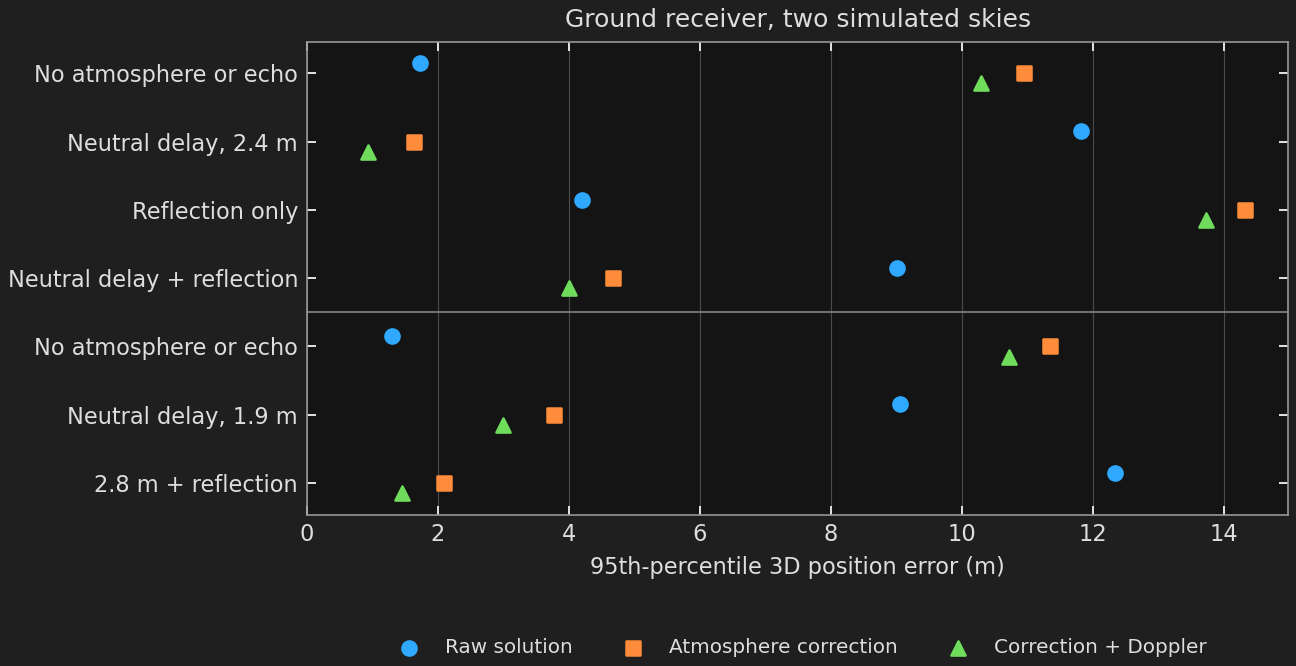 Ground receiver, two simulated skies
No atmosphere or echo
Neutral delay, 2.4 m
Reflection only
Neutral delay + reflection
No atmosphere or echo
Neutral delay, 1.9 m
2.8 m + reflection
0 2 4 6 8 10 12 14
95th-percentile 3D position error (m)
Raw solution Atmosphere correction Correction + Doppler